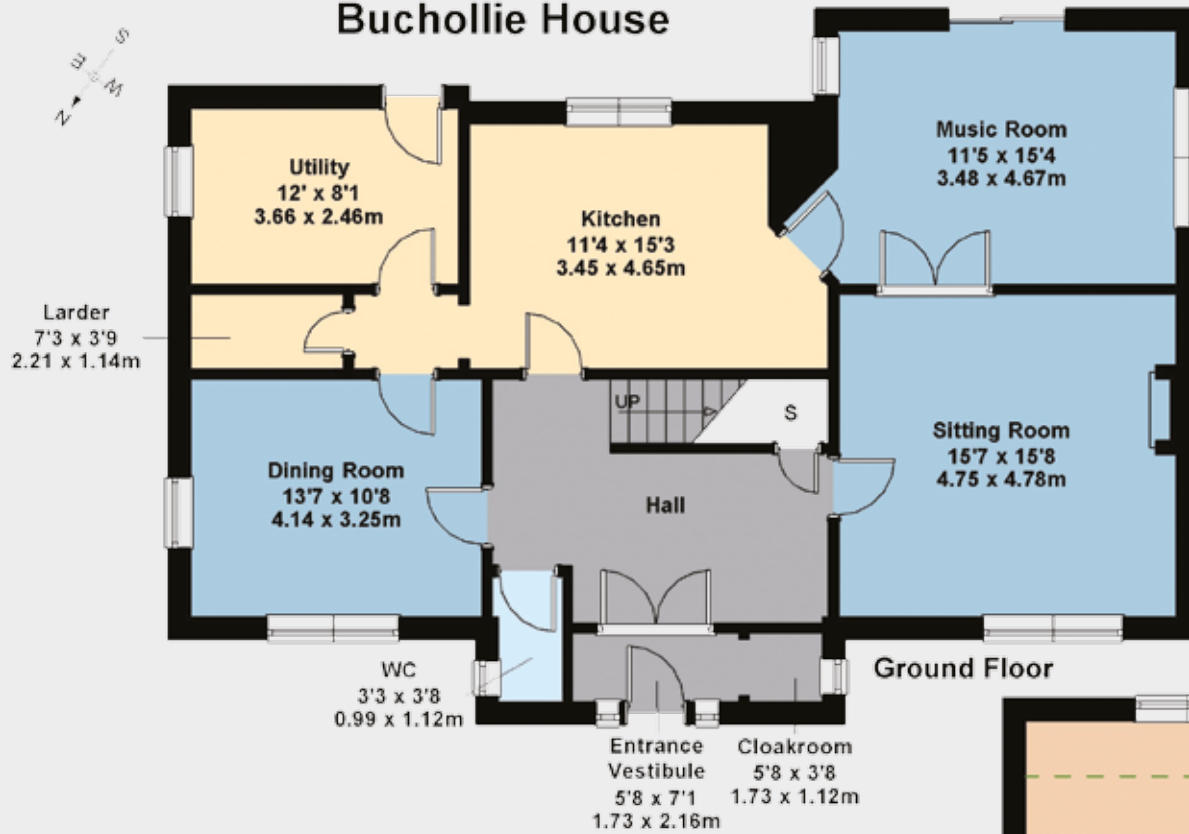 Buchollie House
S
E
W
N
Utility
12' x 8'1
3.66 x 2.46m
Kitchen
11'4 x 15'3
3.45 x 4.65m
Music Room
11'5 x 15'4
3.48 x 4.67m
Larder
7'3 x 3'9
2.21 x 1.14m
UP
S
Dining Room
13'7 x 10'8
4.14 x 3.25m
Hall
Sitting Room
15'7 x 15'8
4.75 x 4.78m
WC
3'3 x 3'8
0.99 x 1.12m
Ground Floor
Entrance
Vestibule
5'8 x 7'1
1.73 x 2.16m
Cloakroom
5'8 x 3'8
1.73 x 1.12m